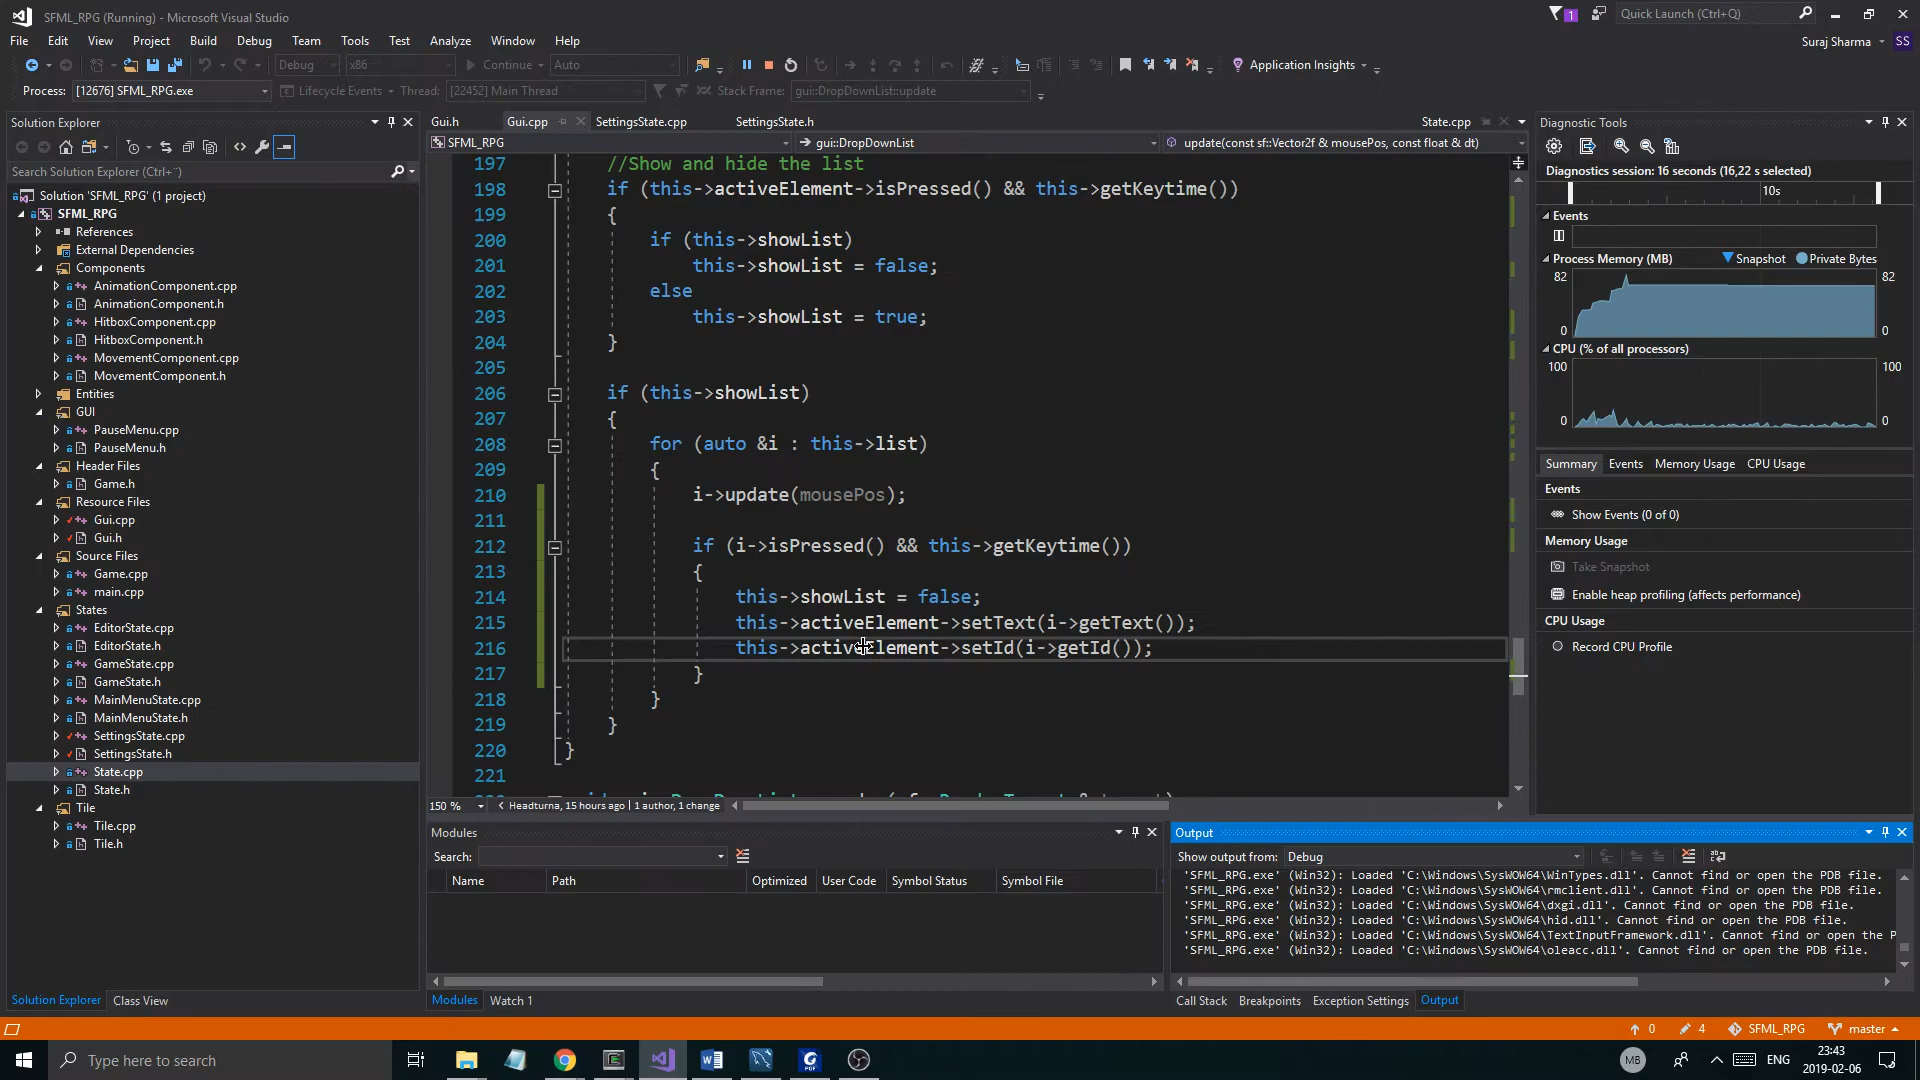 SFML_RPG (Running) - Microsoft Visual Studio
1
Quick Launch (Ctrl+Q)
File Edit View Project Build Debug Team Tools Test Analyze Window Help
Suraj Sharma SS
Debug x86 Continue Auto Application Insights
Process: [12676] SFML_RPG.exe Lifecycle Events Thread: [22452] Main Thread Stack Frame: gui::DropDownList::update
Solution Explorer
Search Solution Explorer (Ctrl+¨)
Solution 'SFML_RPG' (1 project)
SFML_RPG
References
External Dependencies
Components
AnimationComponent.cpp
AnimationComponent.h
HitboxComponent.cpp
HitboxComponent.h
MovementComponent.cpp
MovementComponent.h
Entities
GUI
PauseMenu.cpp
PauseMenu.h
Header Files
Game.h
Resource Files
Gui.cpp
Gui.h
Source Files
Game.cpp
main.cpp
States
EditorState.cpp
EditorState.h
GameState.cpp
GameState.h
MainMenuState.cpp
MainMenuState.h
SettingsState.cpp
SettingsState.h
State.cpp
State.h
Tile
Tile.cpp
Tile.h
Solution Explorer Class View
Gui.h Gui.cpp SettingsState.cpp SettingsState.h State.cpp
SFML_RPG gui::DropDownList update(const sf::Vector2f & mousePos, const float & dt)
197 //Show and hide the list
198 if (this->activeElement->isPressed() && this->getKeytime())
199 {
200 if (this->showList)
201 this->showList = false;
202 else
203 this->showList = true;
204 }
205
206 if (this->showList)
207 {
208 for (auto &i : this->list)
209 {
210 i->update(mousePos);
211
212 if (i->isPressed() && this->getKeytime())
213 {
214 this->showList = false;
215 this->activeElement->setText(i->getText());
216 this->activeElement->setId(i->getId());
217 }
218 }
219 }
220 }
221
150 % Headturna, 15 hours ago | 1 author, 1 change
Modules
Search:
Name Path Optimized User Code Symbol Status Symbol File
Modules Watch 1
Diagnostic Tools
Diagnostics session: 16 seconds (16,22 s selected)
10s
Events
Process Memory (MB) Snapshot Private Bytes
82 82
0 0
CPU (% of all processors)
100 100
0 0
Summary Events Memory Usage CPU Usage
Events
Show Events (0 of 0)
Memory Usage
Take Snapshot
Enable heap profiling (affects performance)
CPU Usage
Record CPU Profile
Output
Show output from: Debug
'SFML_RPG.exe' (Win32): Loaded 'C:\Windows\SysWOW64\WinTypes.dll'. Cannot find or open the PDB file.
'SFML_RPG.exe' (Win32): Loaded 'C:\Windows\SysWOW64\rmclient.dll'. Cannot find or open the PDB file.
'SFML_RPG.exe' (Win32): Loaded 'C:\Windows\SysWOW64\dxgi.dll'. Cannot find or open the PDB file.
'SFML_RPG.exe' (Win32): Loaded 'C:\Windows\SysWOW64\hid.dll'. Cannot find or open the PDB file.
'SFML_RPG.exe' (Win32): Loaded 'C:\Windows\SysWOW64\TextInputFramework.dll'. Cannot find or open the P
'SFML_RPG.exe' (Win32): Loaded 'C:\Windows\SysWOW64\oleacc.dll'. Cannot find or open the PDB file.
Call Stack Breakpoints Exception Settings Output
0 4 SFML_RPG master
Type here to search
MB
ENG
23:43
2019-02-06